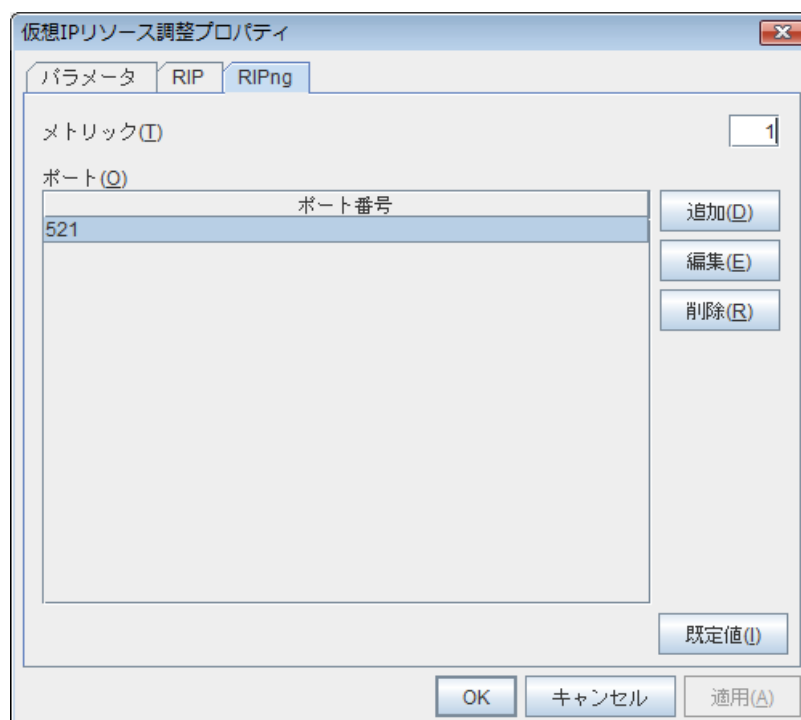 仮想IPリソース調整プロパティ
パラメータ RIP RIPng
メトリック(T) 1
ポート(O)
ポート番号
521
追加(D)
編集(E)
削除(R)
既定値(I)
OK キャンセル 適用(A)